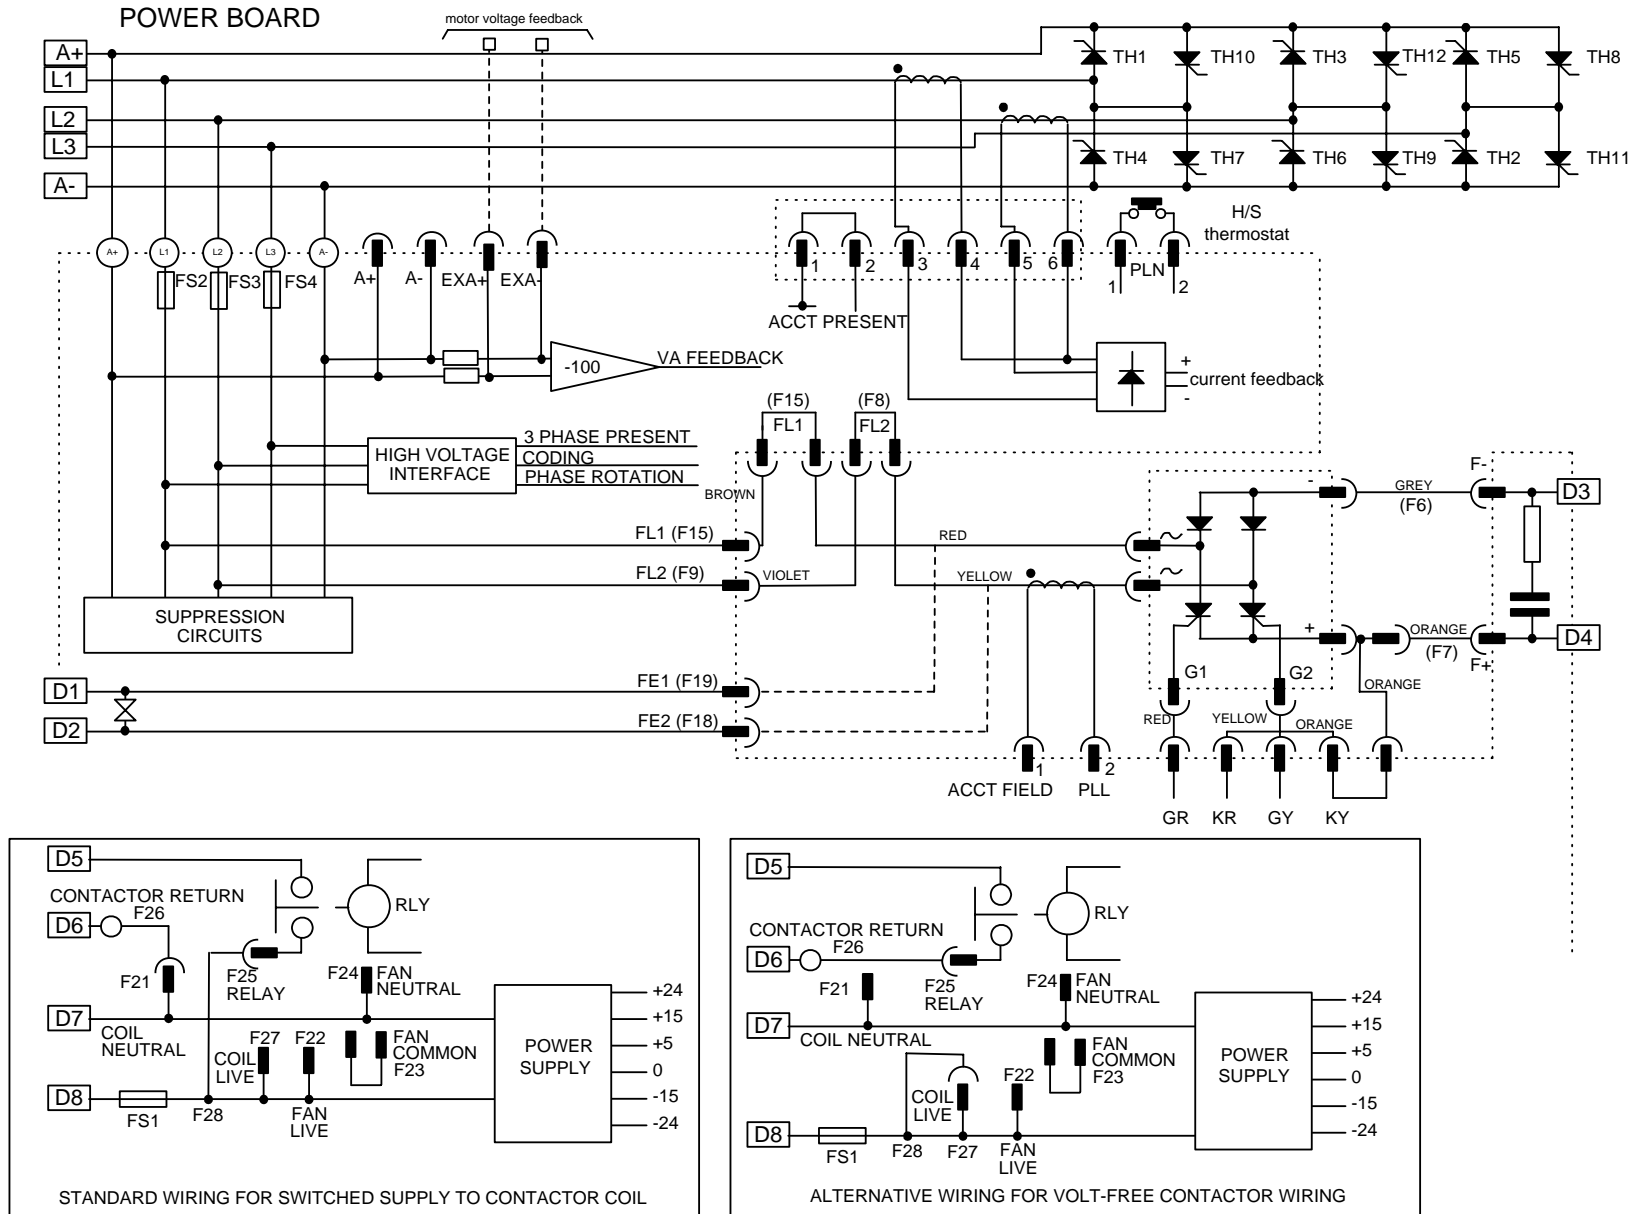 POWER BOARD
motor voltage feedback
A+
L1
L2
L3
A-
TH1
TH10
TH3
TH12
TH5
TH8
TH4
TH7
TH6
TH9
TH2
TH11
H/S
thermostat
A+
L1
L2
L3
A-
FS2
FS3
FS4
A+
A-
EXA+
EXA-
1
2
3
4
5
6
PLN
1
2
ACCT PRESENT
-100
VA FEEDBACK
+
current feedback
-
(F15)
FL1
(F8)
FL2
HIGH VOLTAGE
INTERFACE
3 PHASE PRESENT
CODING
PHASE ROTATION
BROWN
FL1 (F15)
RED
FL2 (F9)
VIOLET
YELLOW
-
GREY
(F6)
F-
D3
+
ORANGE
(F7)
F+
D4
SUPPRESSION
CIRCUITS
D1
D2
FE1 (F19)
FE2 (F18)
G1
G2
ORANGE
RED
YELLOW
ORANGE
1
2
ACCT FIELD
PLL
GR
KR
GY
KY
D5
CONTACTOR RETURN
D6
F26
F21
F25
RELAY
RLY
F24
FAN
NEUTRAL
D7
COIL
NEUTRAL
F27
COIL
LIVE
F22
FAN
COMMON
F23
POWER
SUPPLY
+24
+15
+5
0
-15
-24
D8
FS1
F28
FAN
LIVE
STANDARD WIRING FOR SWITCHED SUPPLY TO CONTACTOR COIL
D5
CONTACTOR RETURN
D6
F26
F21
F25
RELAY
RLY
F24
FAN
NEUTRAL
D7
COIL NEUTRAL
COIL
LIVE
F22
FAN
COMMON
F23
POWER
SUPPLY
+24
+15
+5
0
-15
-24
D8
FS1
F28
F27
FAN
LIVE
ALTERNATIVE WIRING FOR VOLT-FREE CONTACTOR WIRING